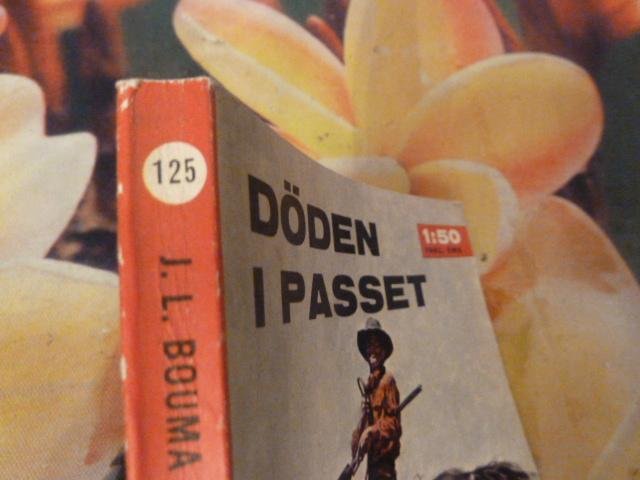 125
J. L. BOUMA
DÖDEN
I PASSET
1:50